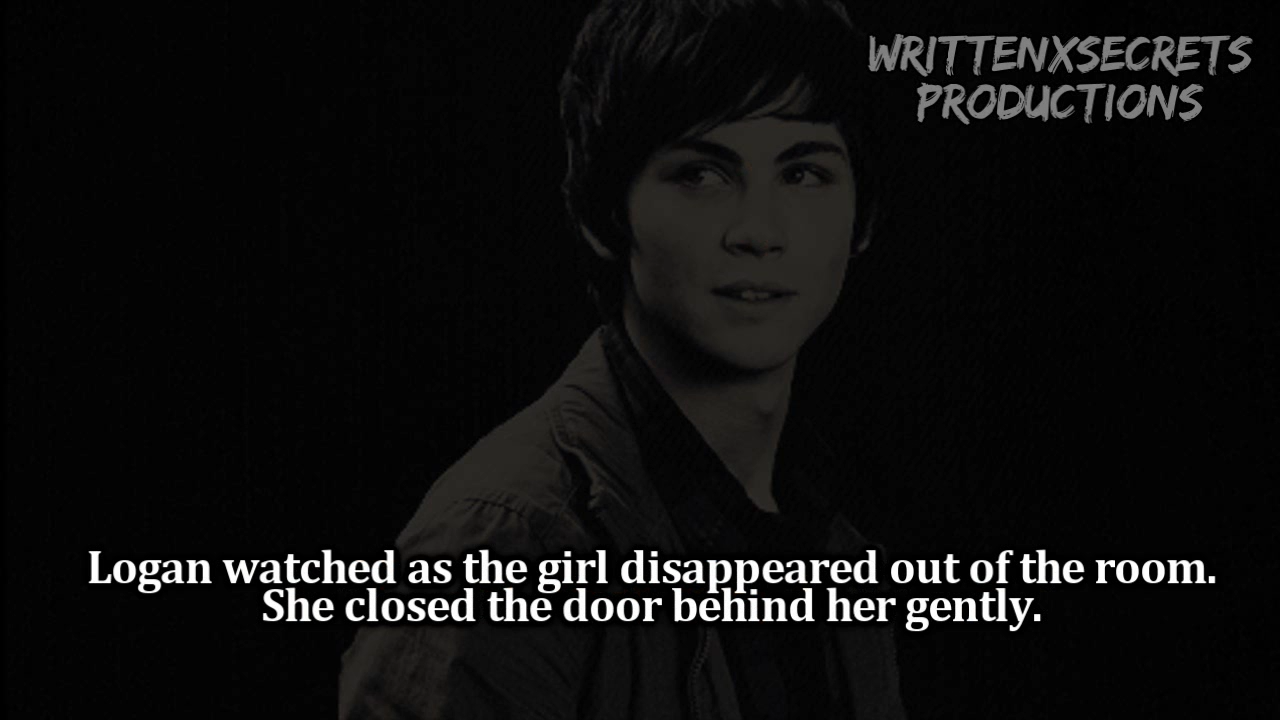 WRITTENXSECRETS
PRODUCTIONS
Logan watched as the girl disappeared out of the room.
She closed the door behind her gently.